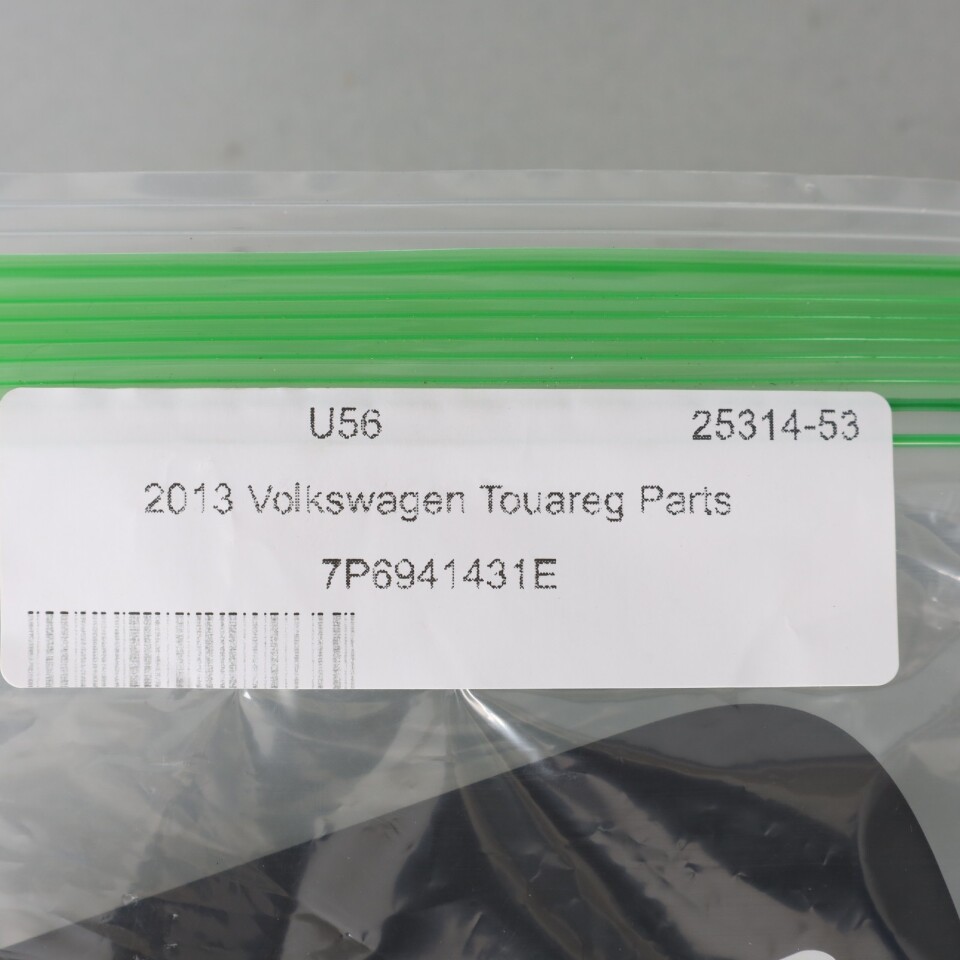 U56 25314-53
2013 Volkswagen Touareg Parts
7P6941431E